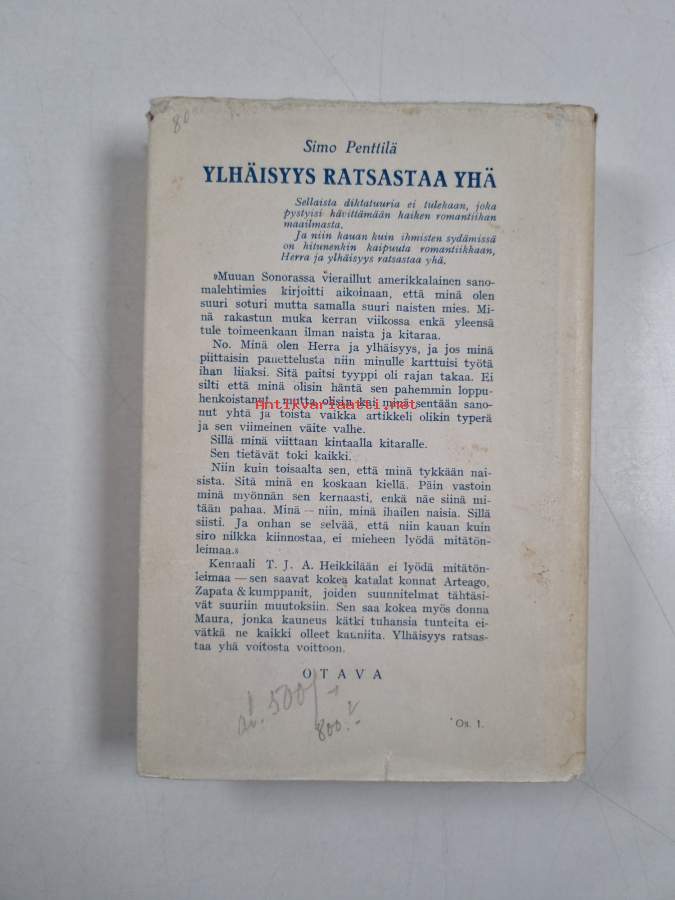 80
Simo Penttilä
YLHÄISYYS RATSASTAA YHÄ
Sellaista diktatuuria ei tulekaan, joka
pystyisi hävittämään kaiken romantiikan
maailmasta.
Ja niin kauan kuin ihmisten sydämissä
on hitunenkin kaipuuta romantiikkaan,
Herra ja ylhäisyys ratsastaa yhä.
»Muuan Sonorassa vieraillut amerikkalainen sano-
malehtimies kirjoitti aikoinaan, että minä olen
suuri soturi mutta samalla suuri naisten mies. Mi-
nä rakastun muka kerran viikossa enkä yleensä
tule toimeenkaan ilman naista ja kitaraa.
No. Minä olen Herra ja ylhäisyys, ja jos minä
piittaisin panettelusta niin minulle karttuisi työtä
ihan liiaksi. Sitä paitsi tyyppi oli rajan takaa. Ei
silti että minä olisin häntä sen pahemmin loppu-
henkoistanut, mutta olisin kai minä sentään sano-
Antikvariaatti.net
nut yhtä ja toista vaikka artikkeli olikin typerä
ja sen viimeinen väite valhe.
Sillä minä viittaan kintaalla kitaralle.
Sen tietävät toki kaikki.
Niin kuin toisaalta sen, että minä tykkään nai-
sista. Sitä minä en koskaan kiellä. Päin vastoin
minä myönnän sen kernaasti, enkä näe siinä mi-
tään pahaa. Minä — niin, minä ihailen naisia. Sillä
siisti. Ja onhan se selvää, että niin kauan kuin
siro nilkka kiinnostaa, ei mieheen lyödä mitätön-
leimaa.»
Kenraali T. J. A. Heikkilään ei lyödä mitätön-
leimaa — sen saavat kokea katalat konnat Arteago,
Zapata & kumppanit, joiden suunnitelmat tähtäsi-
vät suuriin muutoksiin. Sen saa kokea myös donna
Maura, jonka kauneus kätki tuhansia tunteita ei-
vätkä ne kaikki olleet kauniita. Ylhäisyys ratsas-
taa yhä voitosta voittoon.
OTAVA
500/-
800:-
Os. 1.